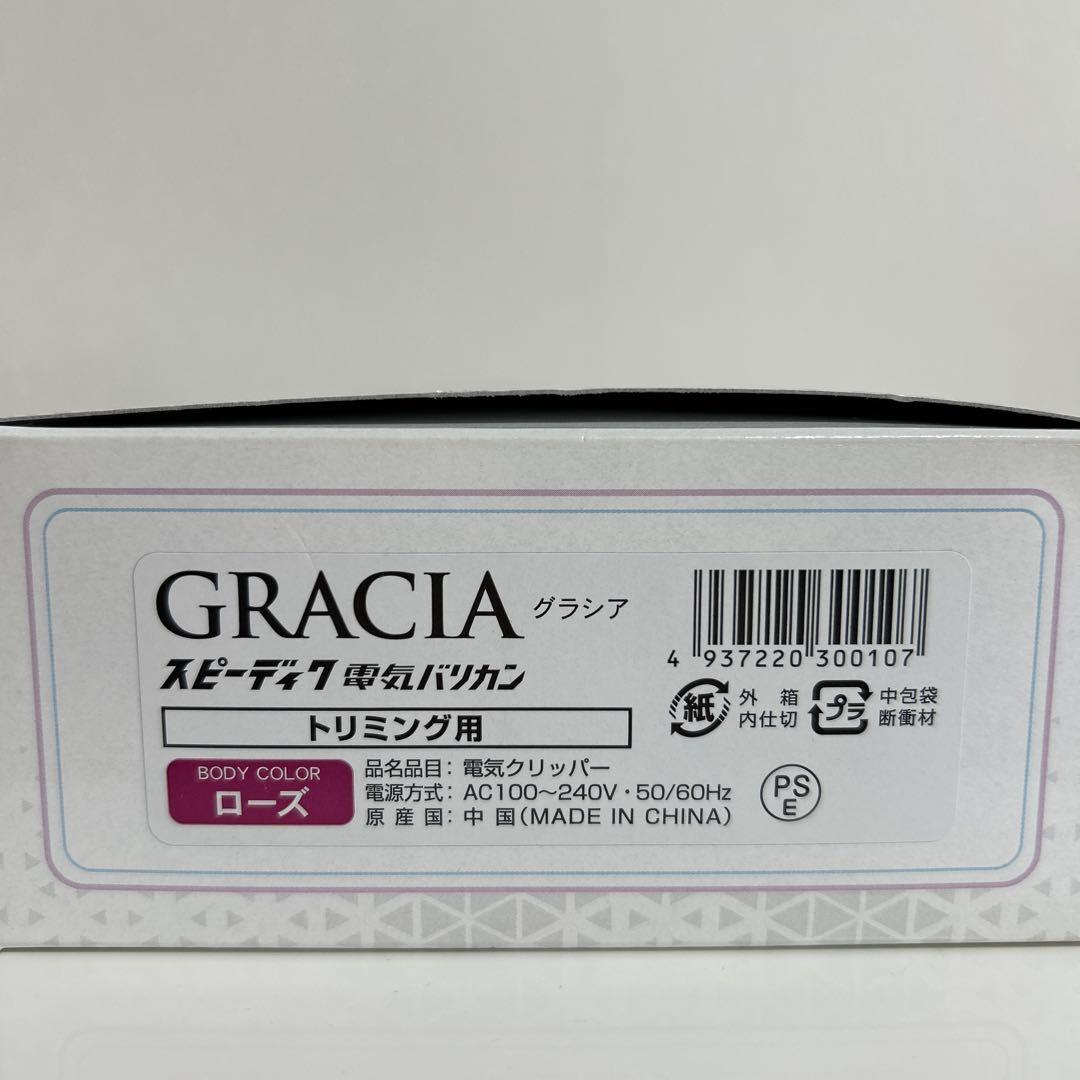 GRACIA グラシア
スピーディク電気バリカン
トリミング用
BODY COLOR
ローズ
品名品目：電気クリッパー
電源方式：AC100～240V・50/60Hz
原産国：中国(MADE IN CHINA)
4 937220 300107
紙 外箱
内仕切
プラ 中包袋
断衝材
PS
E